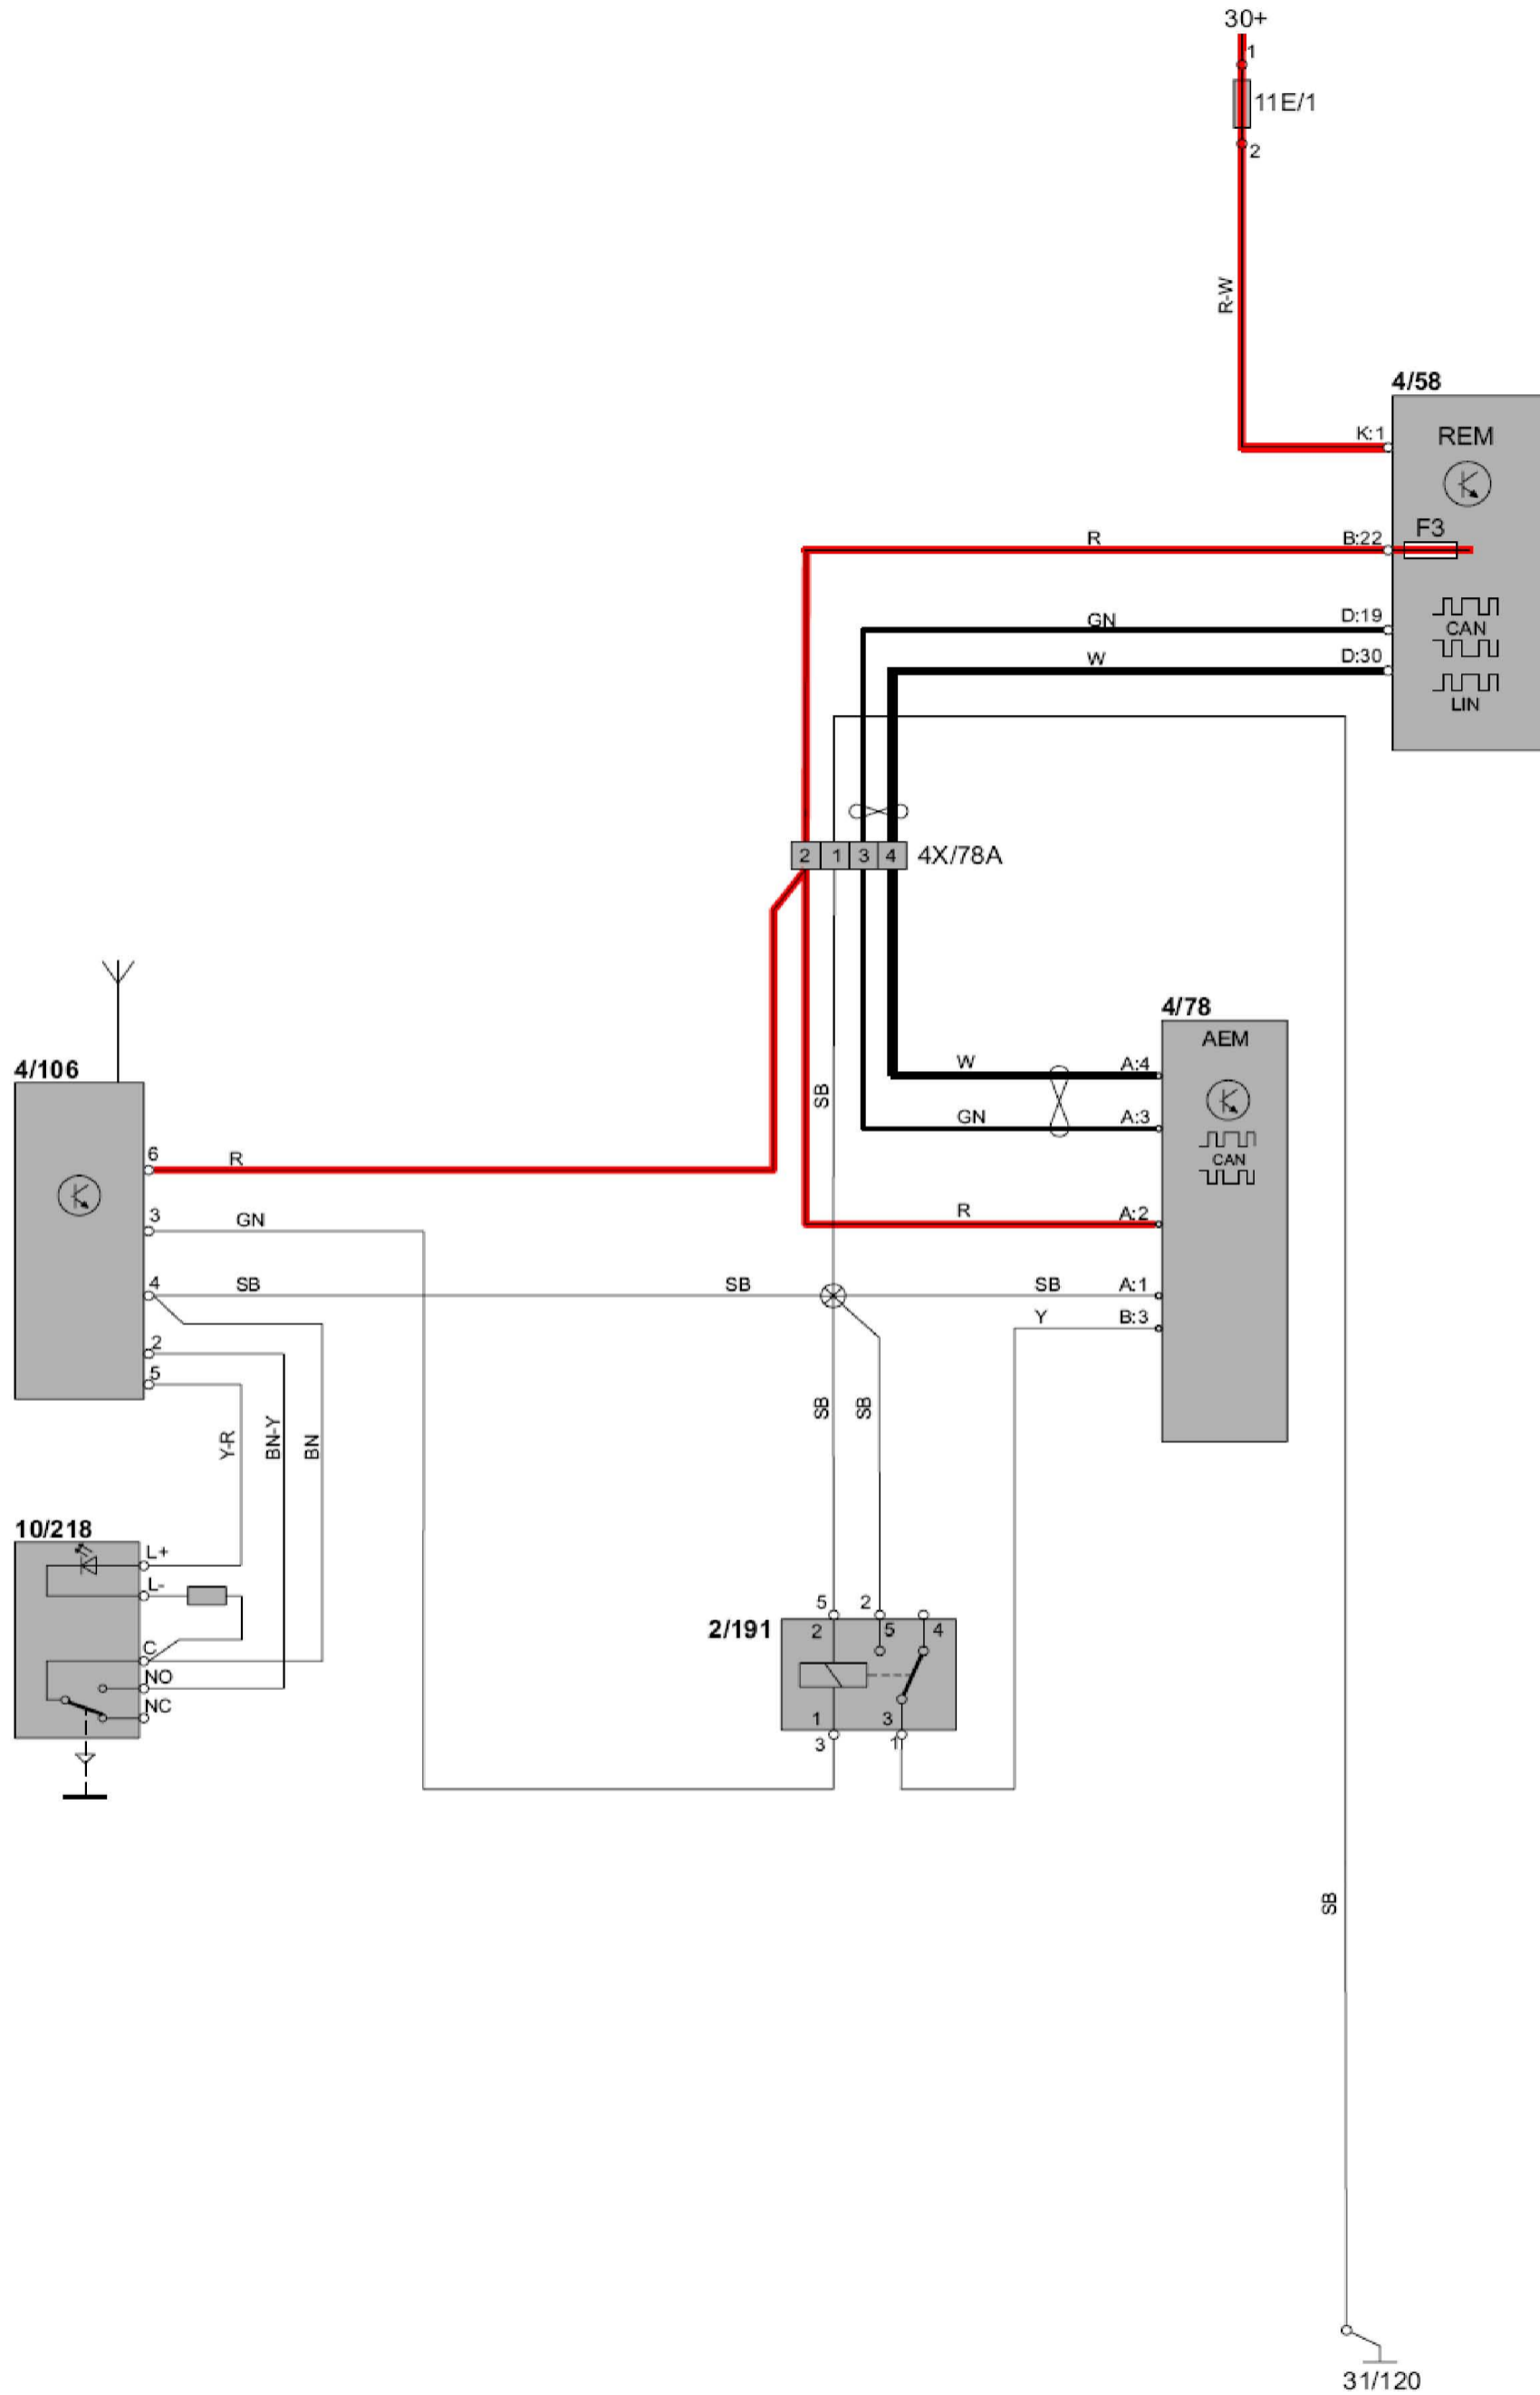 30+
1
11E/1
2
R-W
4/58
K:1
REM
R
B:22
F3
GN
D:19
CAN
W
D:30
LIN
2 1 3 4 4X/78A
4/78
AEM
4/106
W
A:4
SB
GN
A:3
CAN
6
R
3
GN
R
A:2
4
SB
SB
SB
A:1
Y
B:3
2
5
Y-R
BN-Y
BN
SB
SB
10/218
L+
L-
5
2
2/191
2
5
4
C
NO
NC
1
3
3
1
SB
31/120